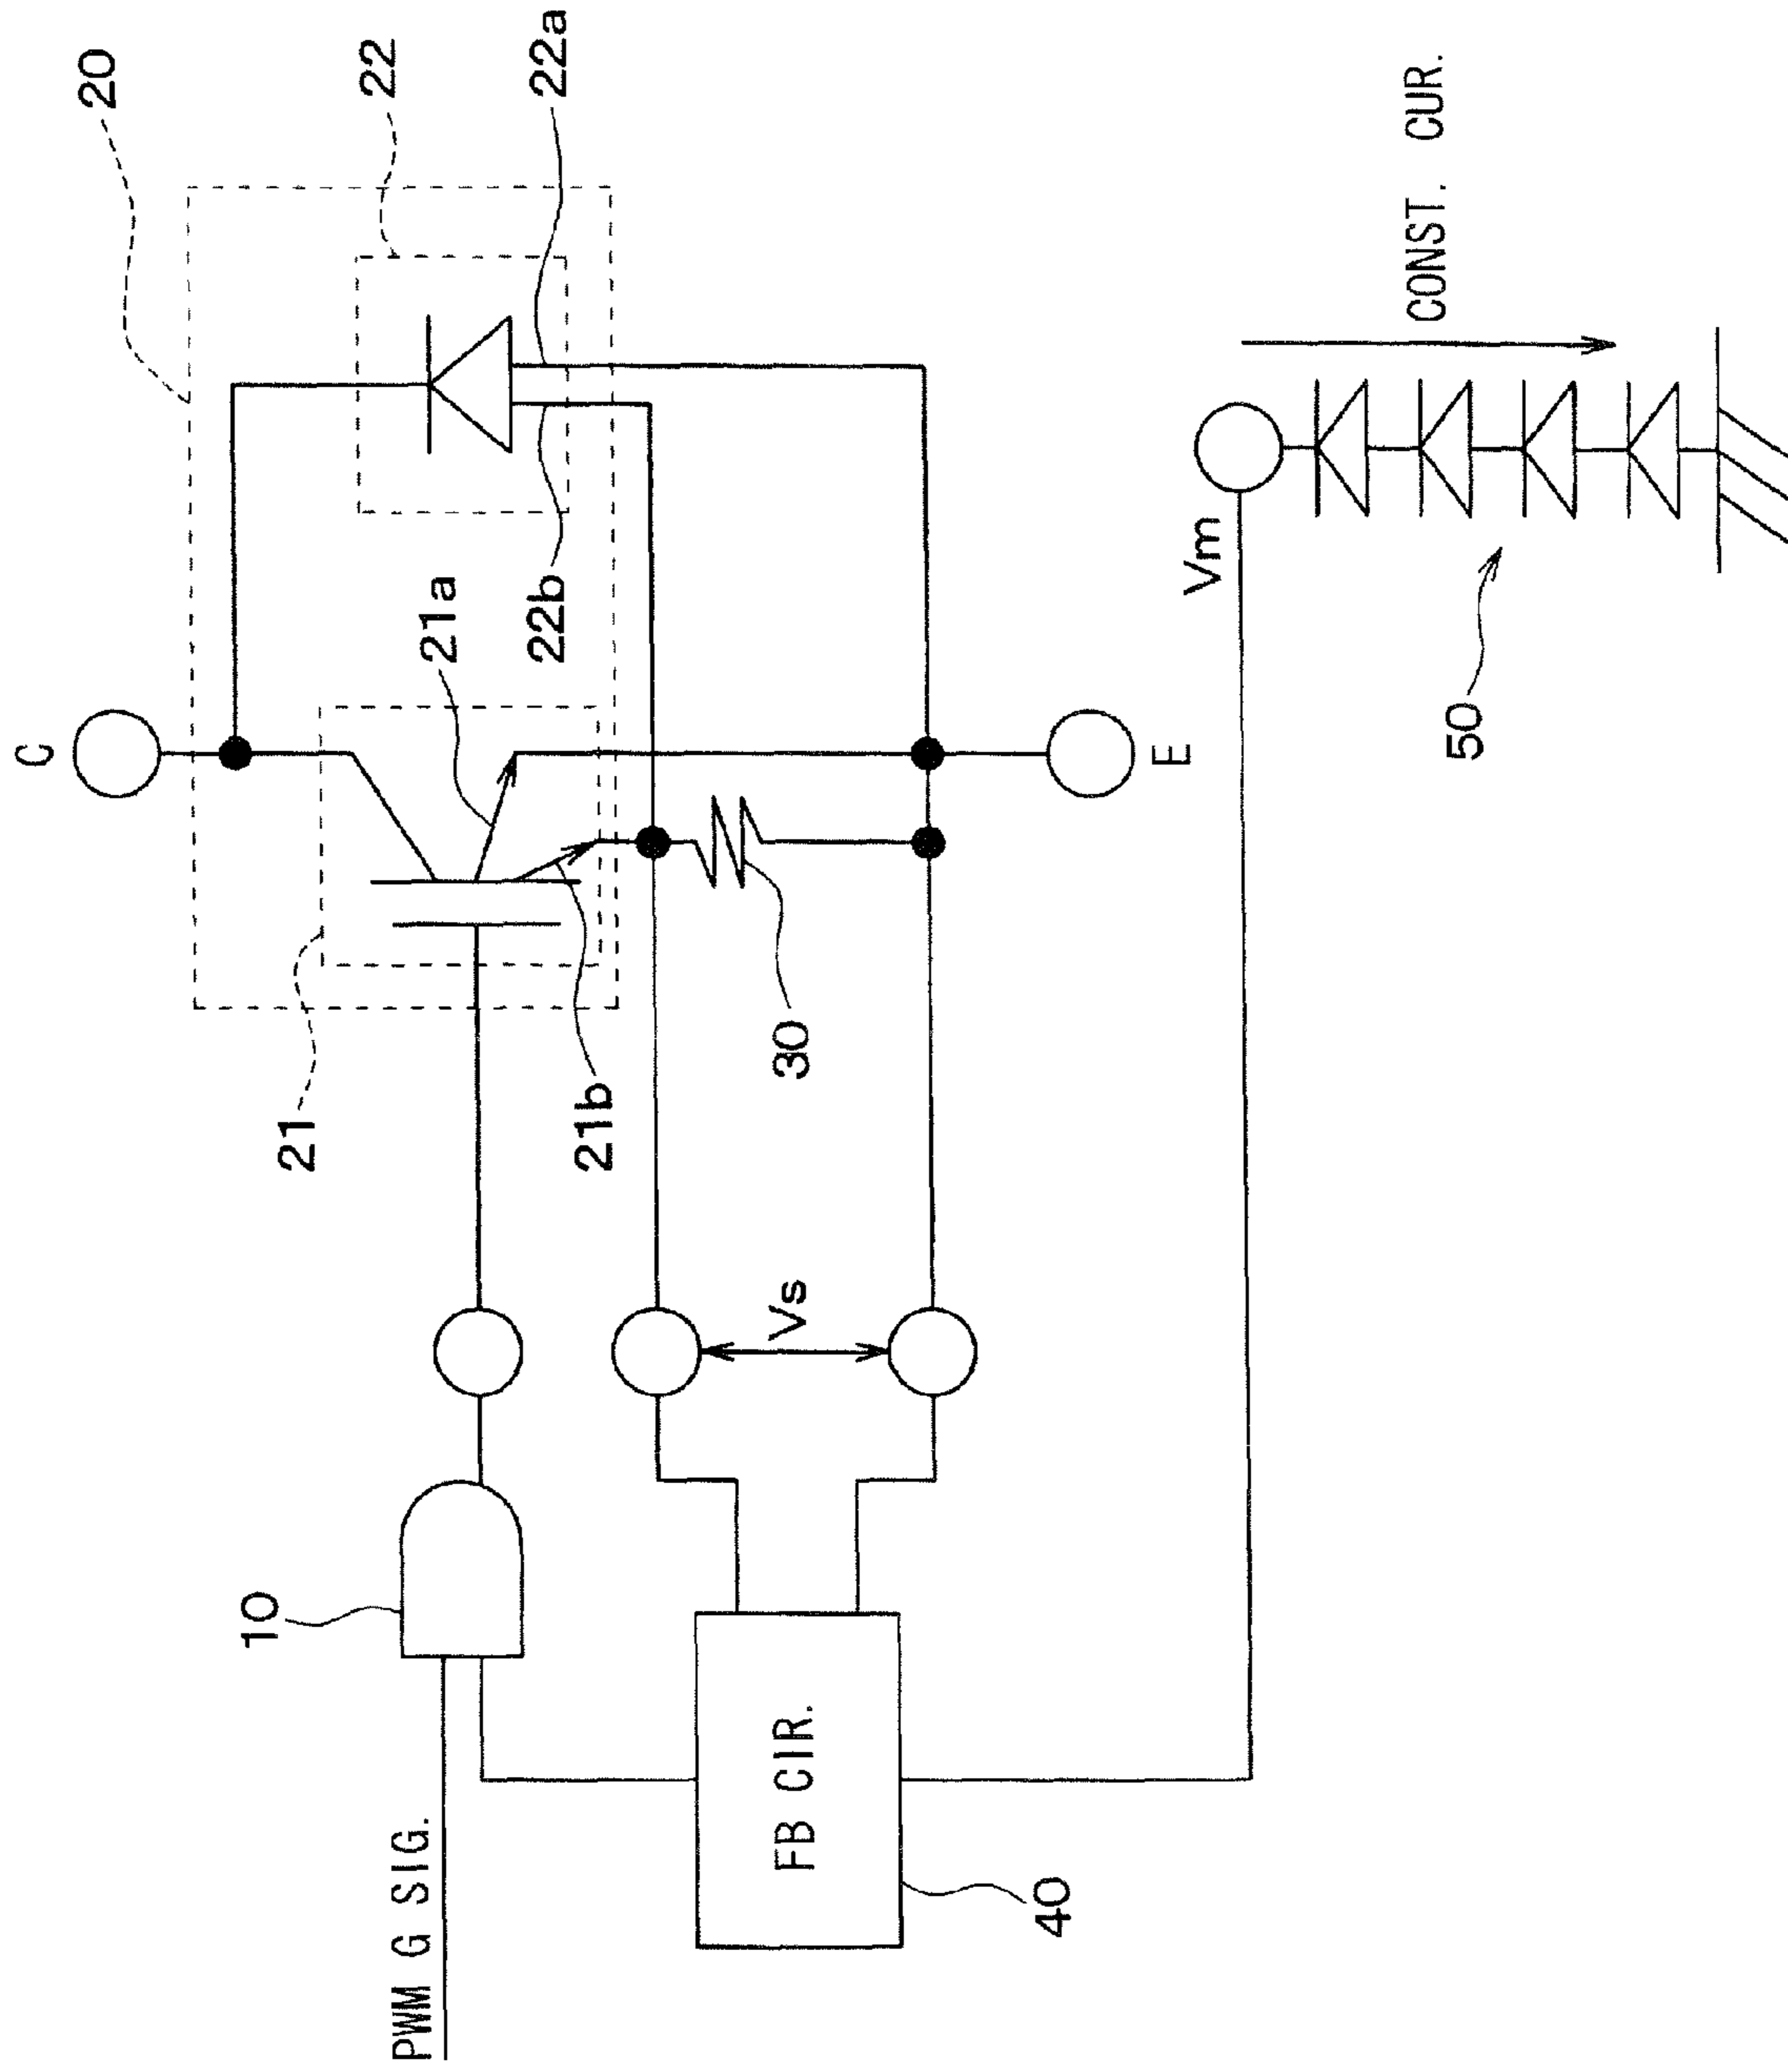 20
22
22a
C
21a
22b
21
21b
30
E
10
PWM G SIG.
Vs
FB CIR.
40
Vm
CONST. CUR.
50